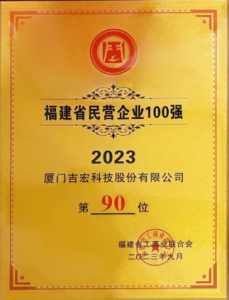 福建省民营企业100强
2023
厦门吉宏科技股份有限公司
第 90 位
福建省工商业联合会
二〇二三年九月